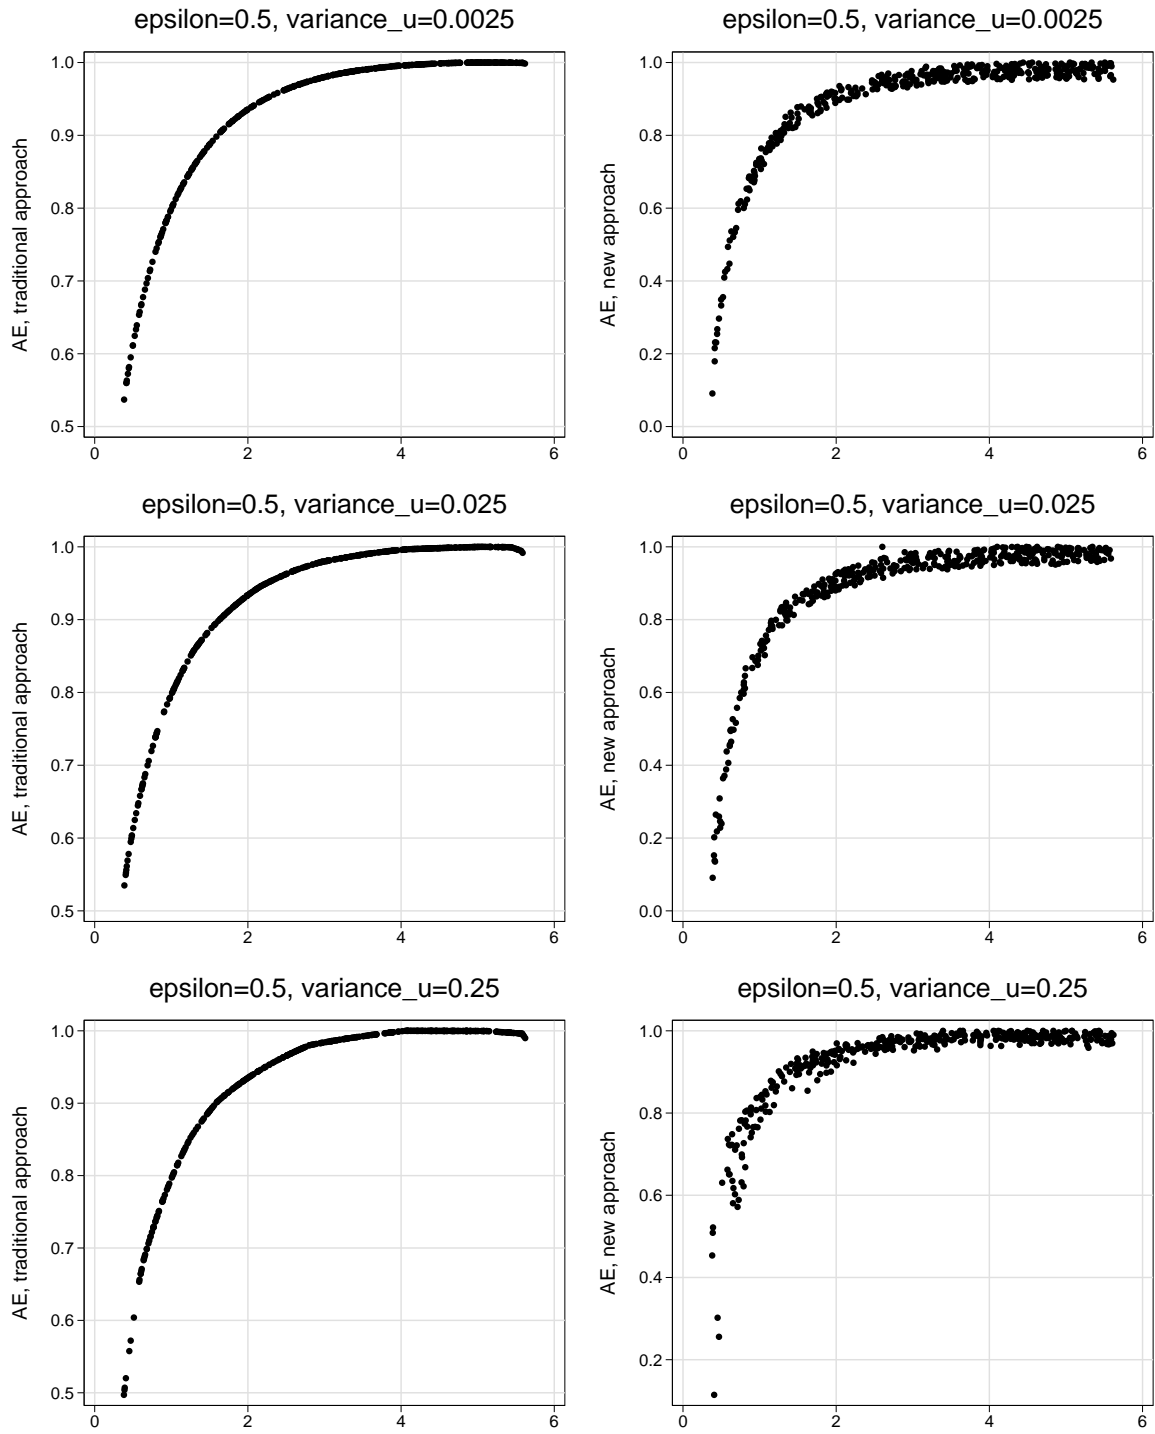 epsilon=0.5, variance_u=0.0025
AE, traditional approach
1.0
0.9
0.8
0.7
0.6
0.5
0 2 4 6
epsilon=0.5, variance_u=0.0025
AE, new approach
1.0
0.8
0.6
0.4
0.2
0.0
0 2 4 6
epsilon=0.5, variance_u=0.025
AE, traditional approach
1.0
0.9
0.8
0.7
0.6
0.5
0 2 4 6
epsilon=0.5, variance_u=0.025
AE, new approach
1.0
0.8
0.6
0.4
0.2
0.0
0 2 4 6
epsilon=0.5, variance_u=0.25
AE, traditional approach
1.0
0.9
0.8
0.7
0.6
0.5
0 2 4 6
epsilon=0.5, variance_u=0.25
AE, new approach
1.0
0.8
0.6
0.4
0.2
0 2 4 6